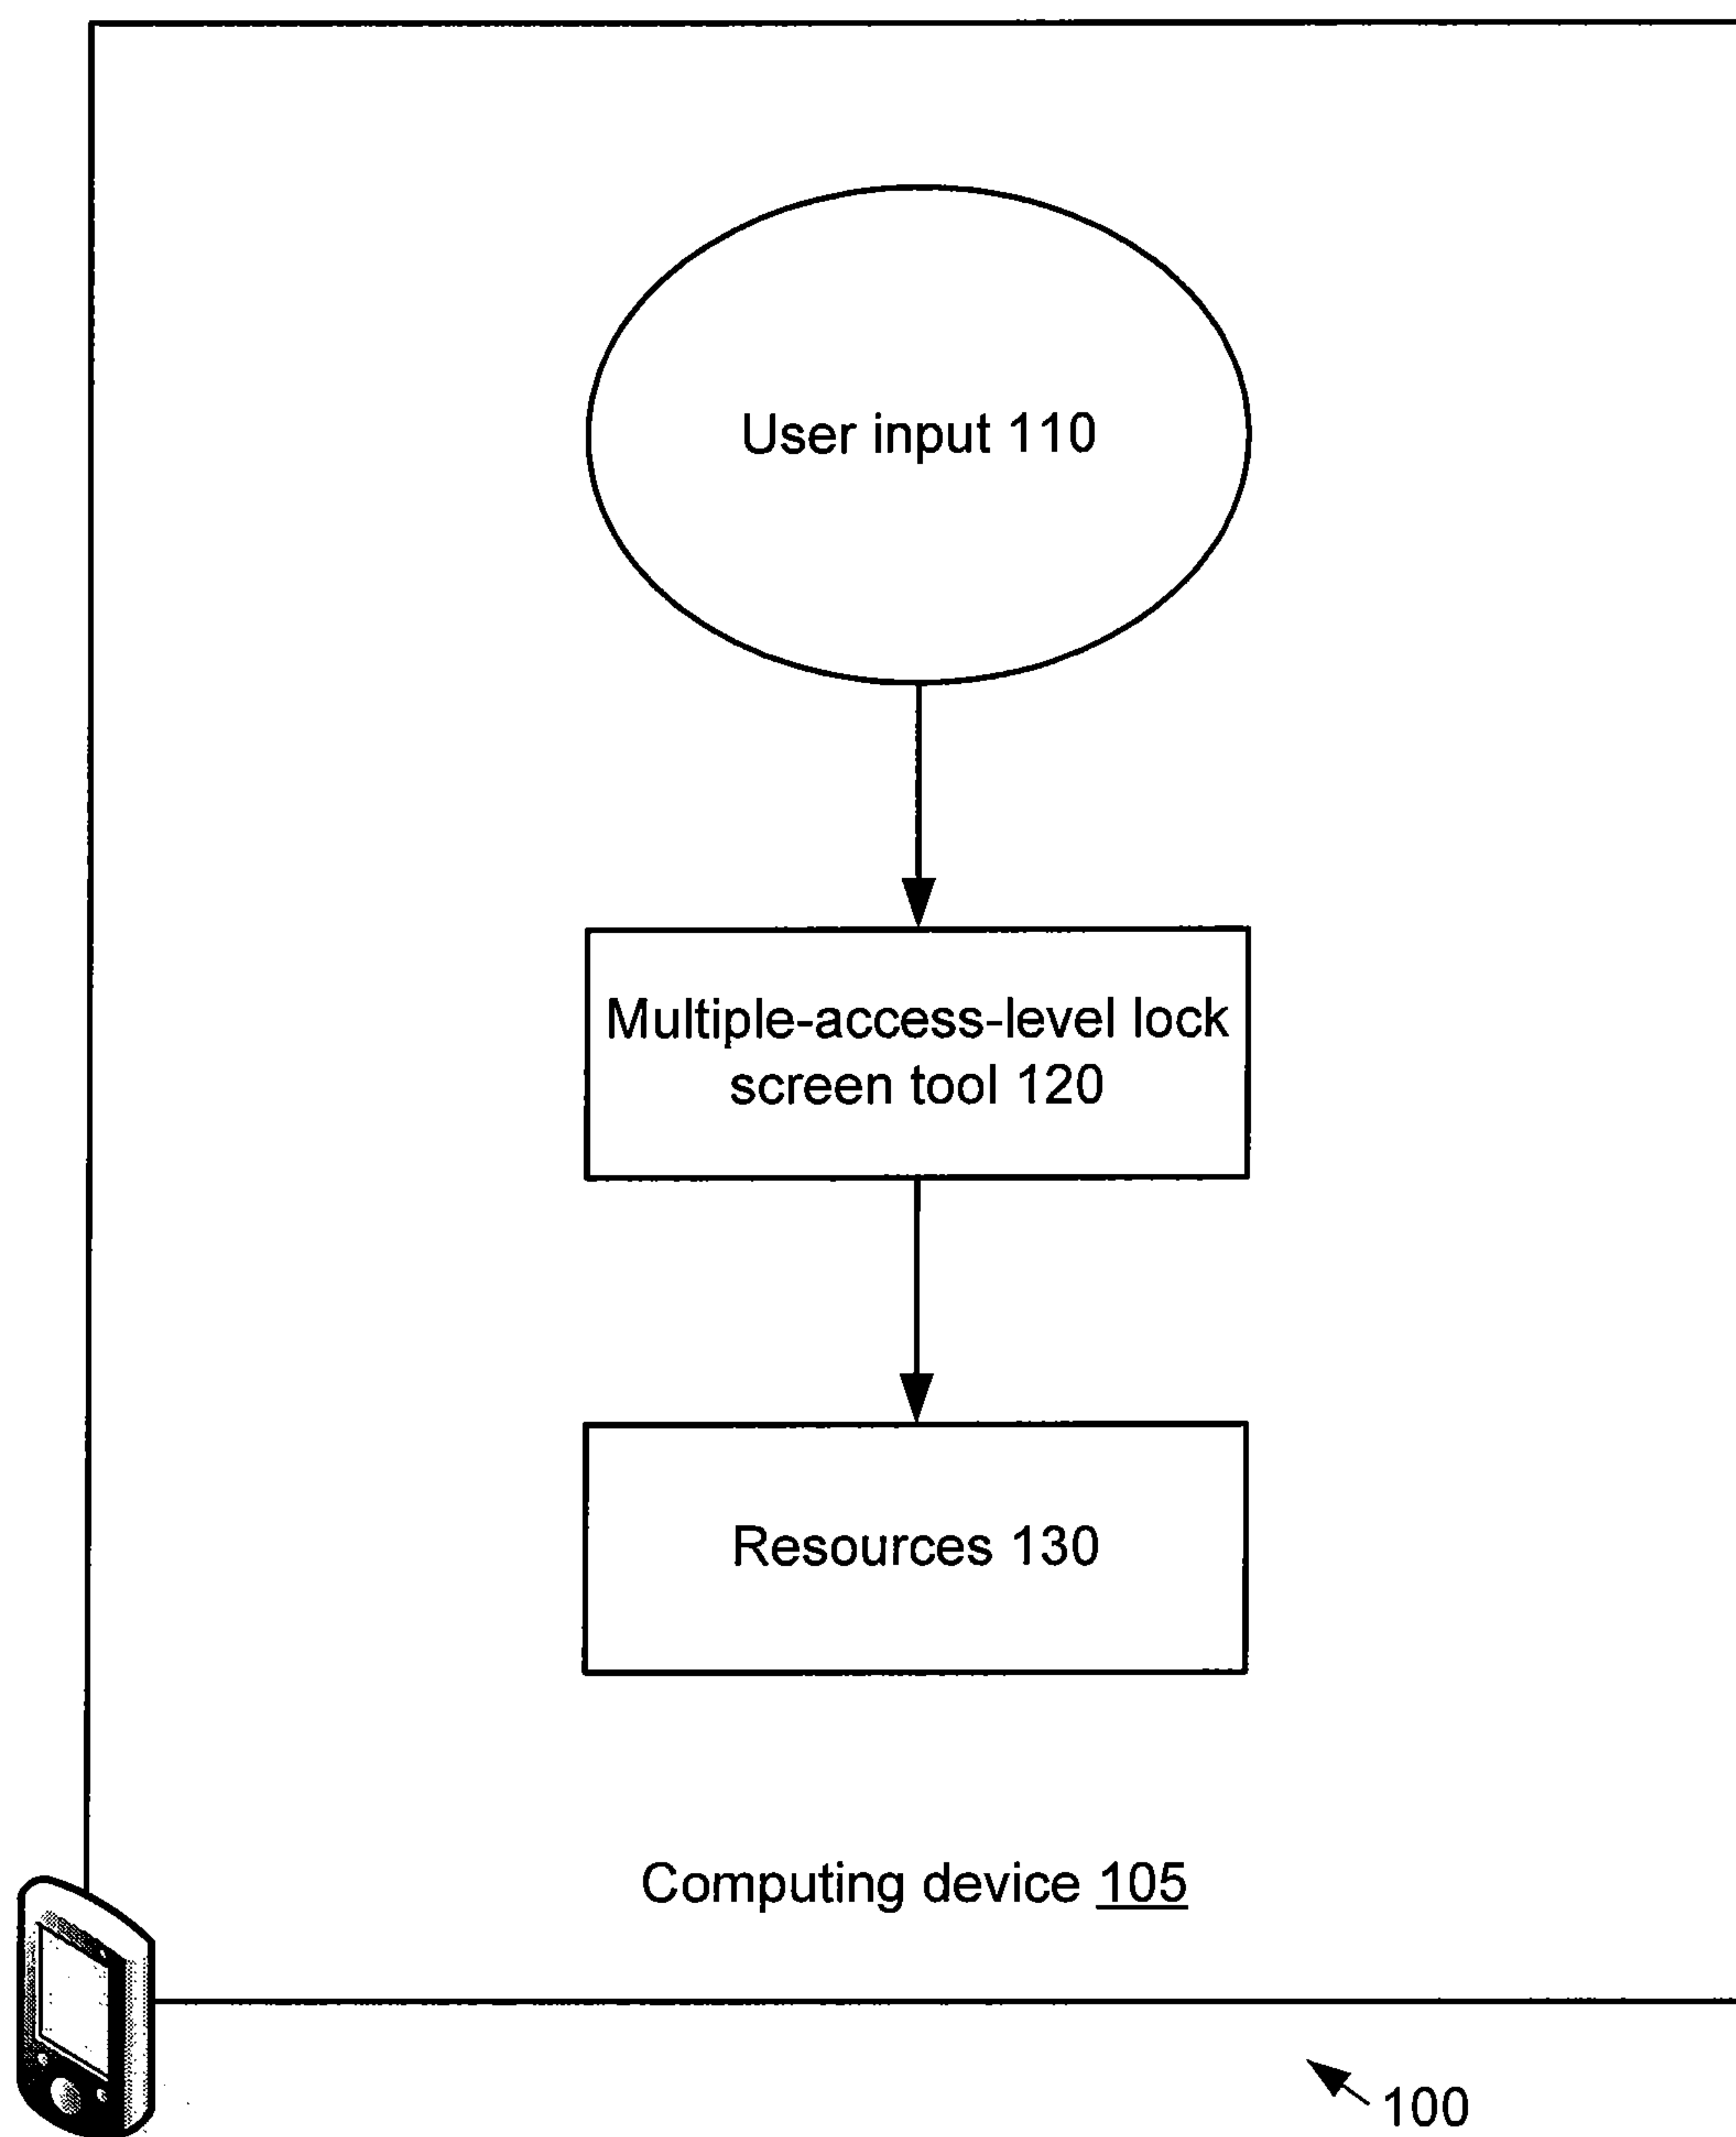 User input 110
Multiple-access-level lock
screen tool 120
Resources 130
Computing device 105
100